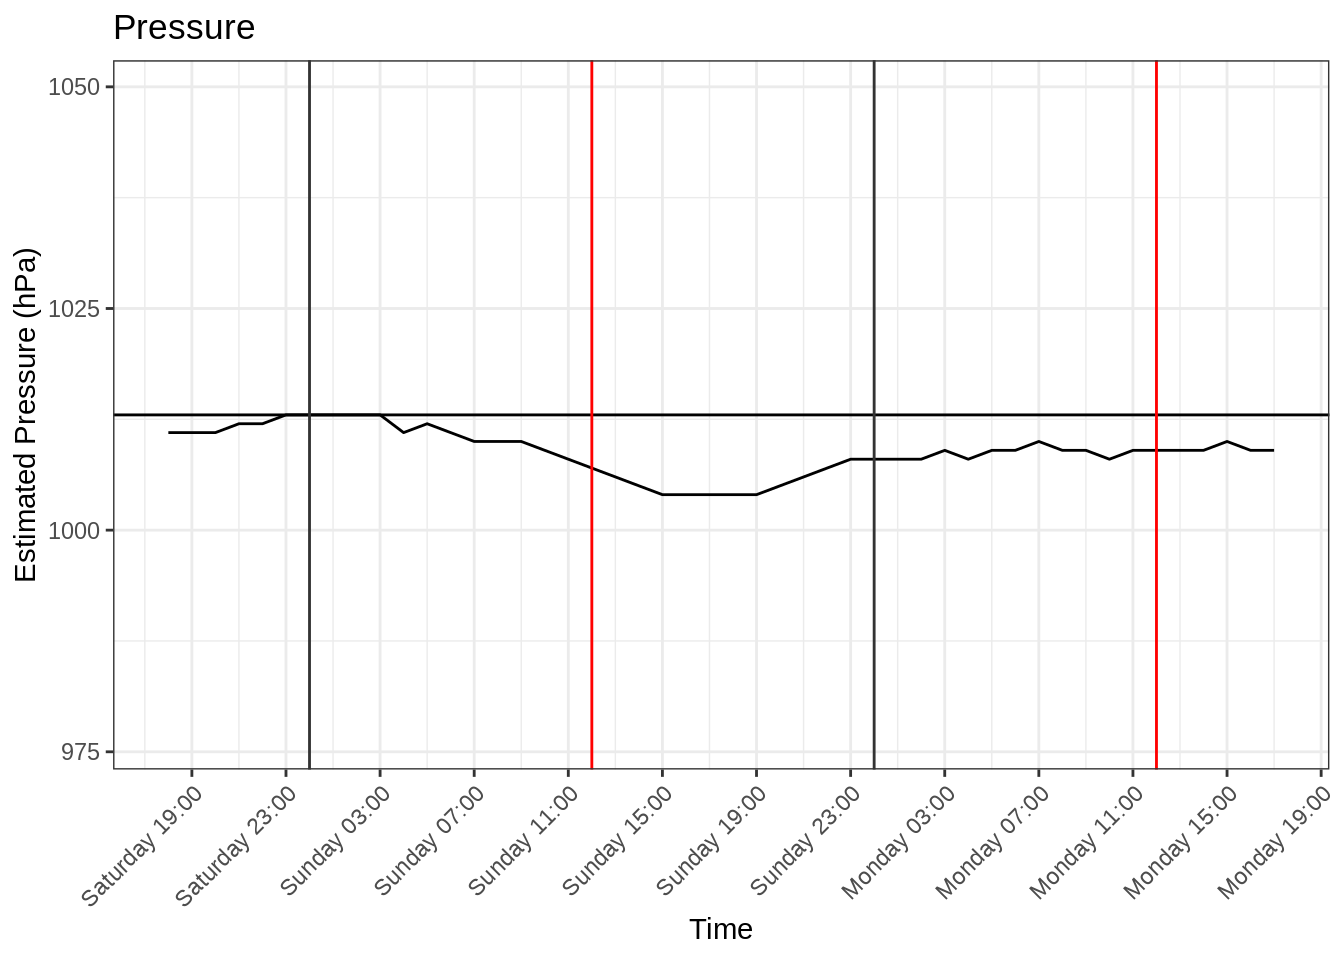 Pressure
Estimated Pressure (hPa)
1050
1025
1000
975
Saturday 19:00
Saturday 23:00
Sunday 03:00
Sunday 07:00
Sunday 11:00
Sunday 15:00
Sunday 19:00
Sunday 23:00
Monday 03:00
Monday 07:00
Monday 11:00
Monday 15:00
Monday 19:00
Time